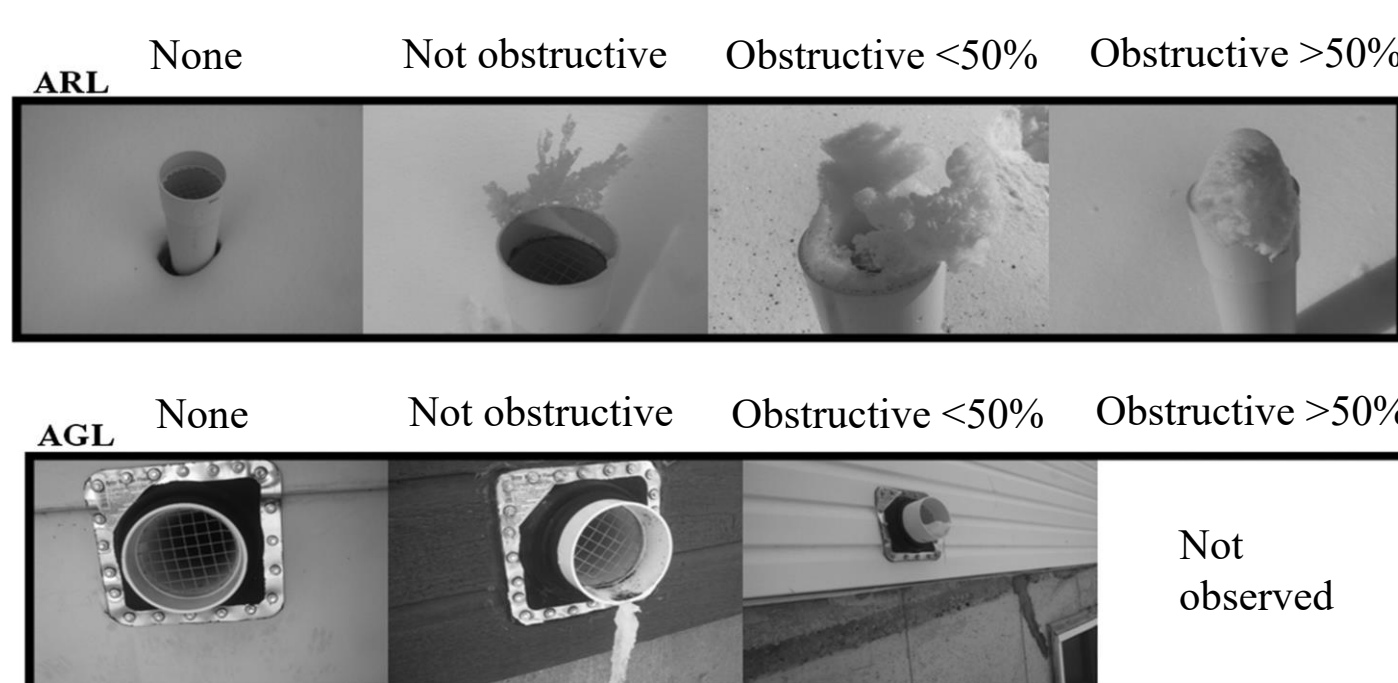 None
Not obstructive
Obstructive <50%
Obstructive >50%
ARL
None
Not obstructive
Obstructive <50%
Obstructive >50%
AGL
Not
observed